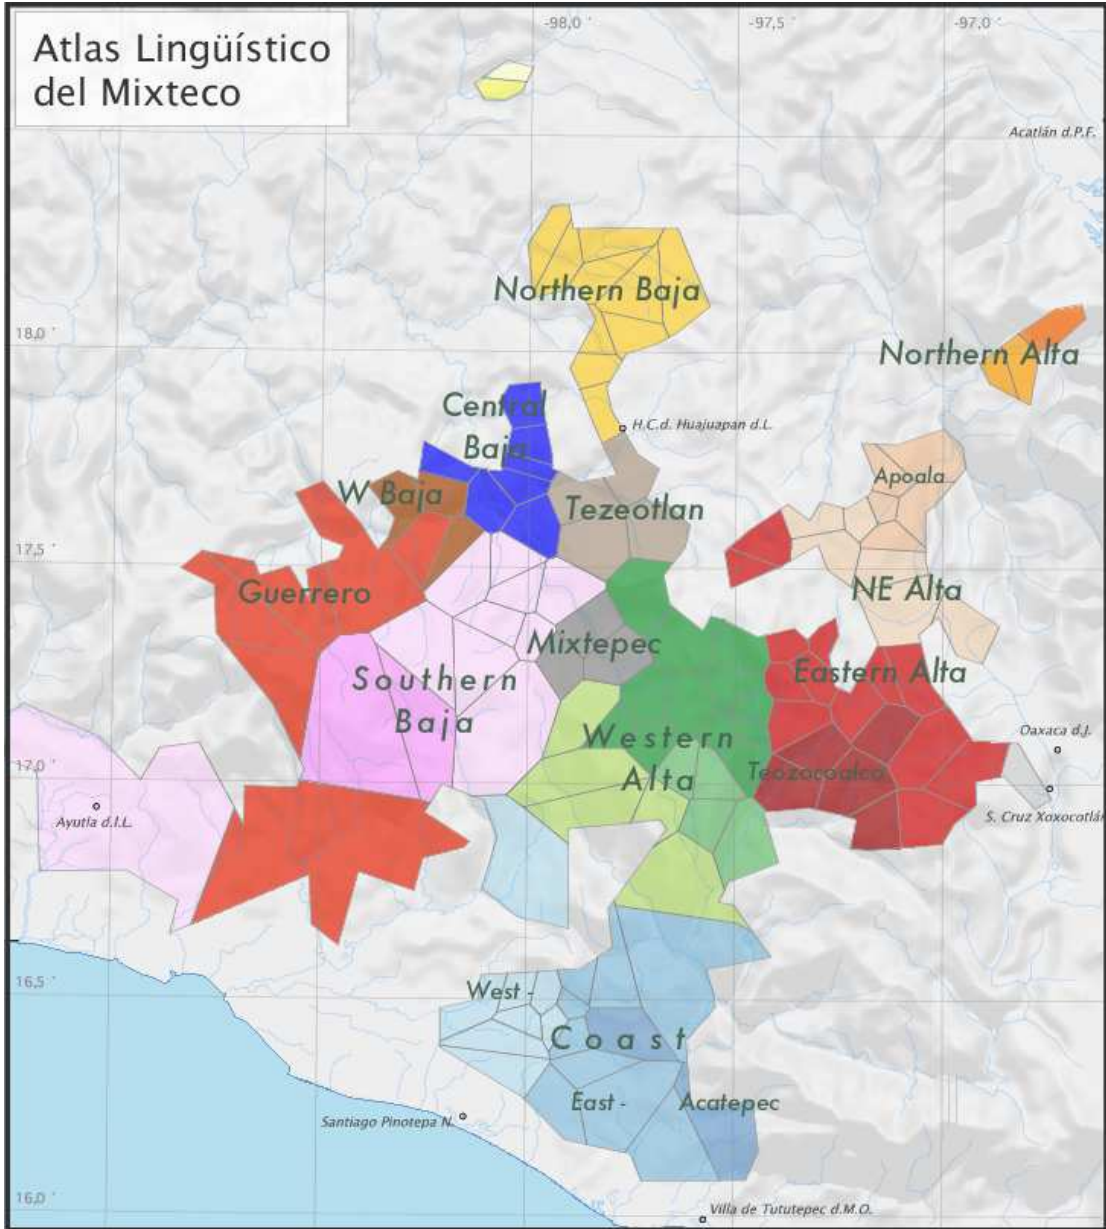 Atlas Lingüístico
del Mixteco
-98,0 ´
-97,5 ´
-97,0 ´
Acatlán d.P.F.
Northern Baja
18,0 ´
Northern Alta
Central
Baja
H.C.d. Huajuapan d.L.
Apoala
W Baja
Tezeotlan
17,5 ´
Guerrero
NE Alta
Mixtepec
Eastern Alta
Southern
Baja
Western
Alta
Oaxaca d.J.
Teozocoalco
17,0 ´
Ayutla d.l.L.
S. Cruz Xoxocotlán
16,5 ´
West -
Coast
East -
Acatepec
Santiago Pinotepa N.
16,0 ´
Villa de Tututepec d.M.O.